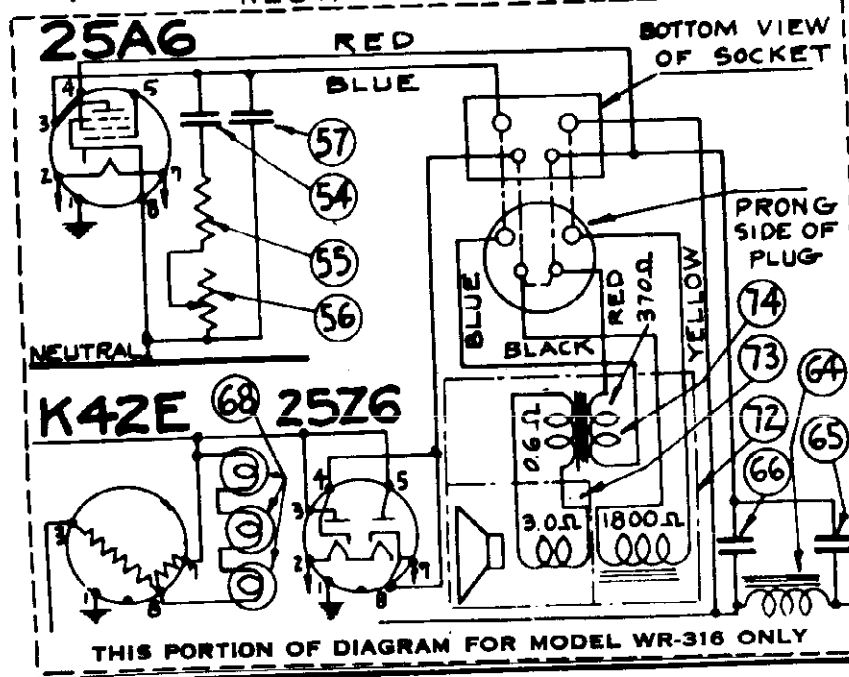 25A6
RED
BLUE
BOTTOM VIEW
OF SOCKET
4
5
3
2
7
1
8
57
54
55
56
PRONG
SIDE OF
PLUG
BLUE
BLACK
RED
370Ω
YELLOW
74
73
72
64
65
66
NEUTRAL
K42E
68
25Z6
3
7
1
8
4
5
3
2
7
1
8
0.6Ω
3.0Ω
1800Ω
THIS PORTION OF DIAGRAM FOR MODEL WR-316 ONLY